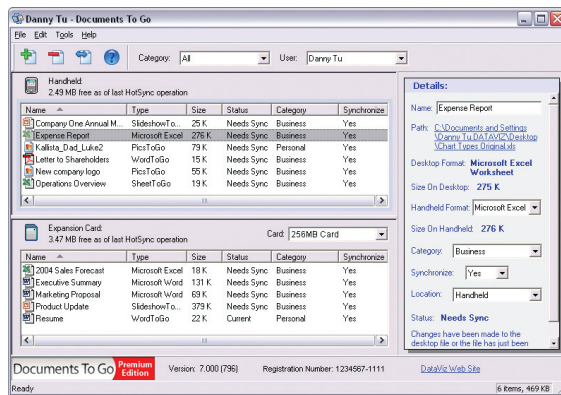 Danny Tu - Documents To Go
File Edit Tools Help
Category: All User: Danny Tu
Handheld:
2.49 MB free as of last HotSync operation
Name Type Size Status Category Synchronize
Company One Annual M... SlideshowTo... 25 K Needs Sync Business Yes
Expense Report Microsoft Excel 276 K Needs Sync Business Yes
Kallista_Dad_Luke2 PicsToGo 79 K Needs Sync Personal Yes
Letter to Shareholders WordToGo 15 K Needs Sync Business Yes
New company logo PicsToGo 55 K Needs Sync Business Yes
Operations Overview SheetToGo 19 K Needs Sync Business Yes
Expansion Card:
3.47 MB free as of last HotSync operation
Card: 256MB Card
Name Type Size Status Category Synchronize
2004 Sales Forecast Microsoft Excel 18 K Needs Sync Business Yes
Executive Summary Microsoft Word 131 K Needs Sync Business Yes
Marketing Proposal Microsoft Word 69 K Needs Sync Business Yes
Product Update SlideshowTo... 379 K Needs Sync Business Yes
Resume WordToGo 22 K Current Personal Yes
Details:
Name: Expense Report
Path: C:\Documents and Settings
\Danny Tu.DATAVIZ\Desktop
\Chart Types Original.xls
Desktop Format: Microsoft Excel
Worksheet
Size On Desktop: 275 K
Handheld Format: Microsoft Excel
Size On Handheld: 276 K
Category: Business
Synchronize: Yes
Location: Handheld
Status: Needs Sync
Changes have been made to the
desktop file or the file has just been
Documents To Go Premium Edition Version: 7.000 (796) Registration Number: 1234567-1111 DataViz Web Site
Ready 6 items, 469 KB